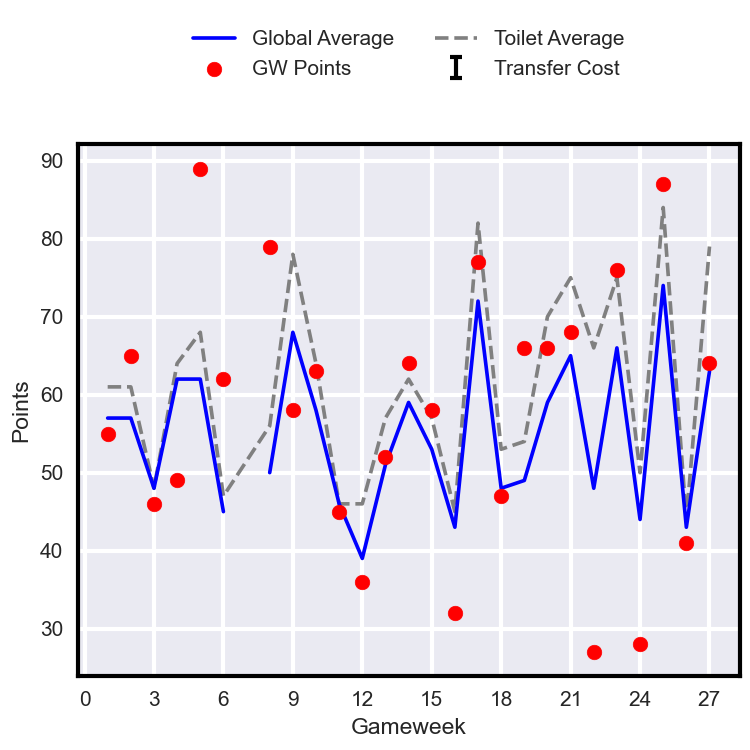 Global Average
Toilet Average
GW Points
Transfer Cost
90
80
70
60
50
40
30
Points
0 3 6 9 12 15 18 21 24 27
Gameweek